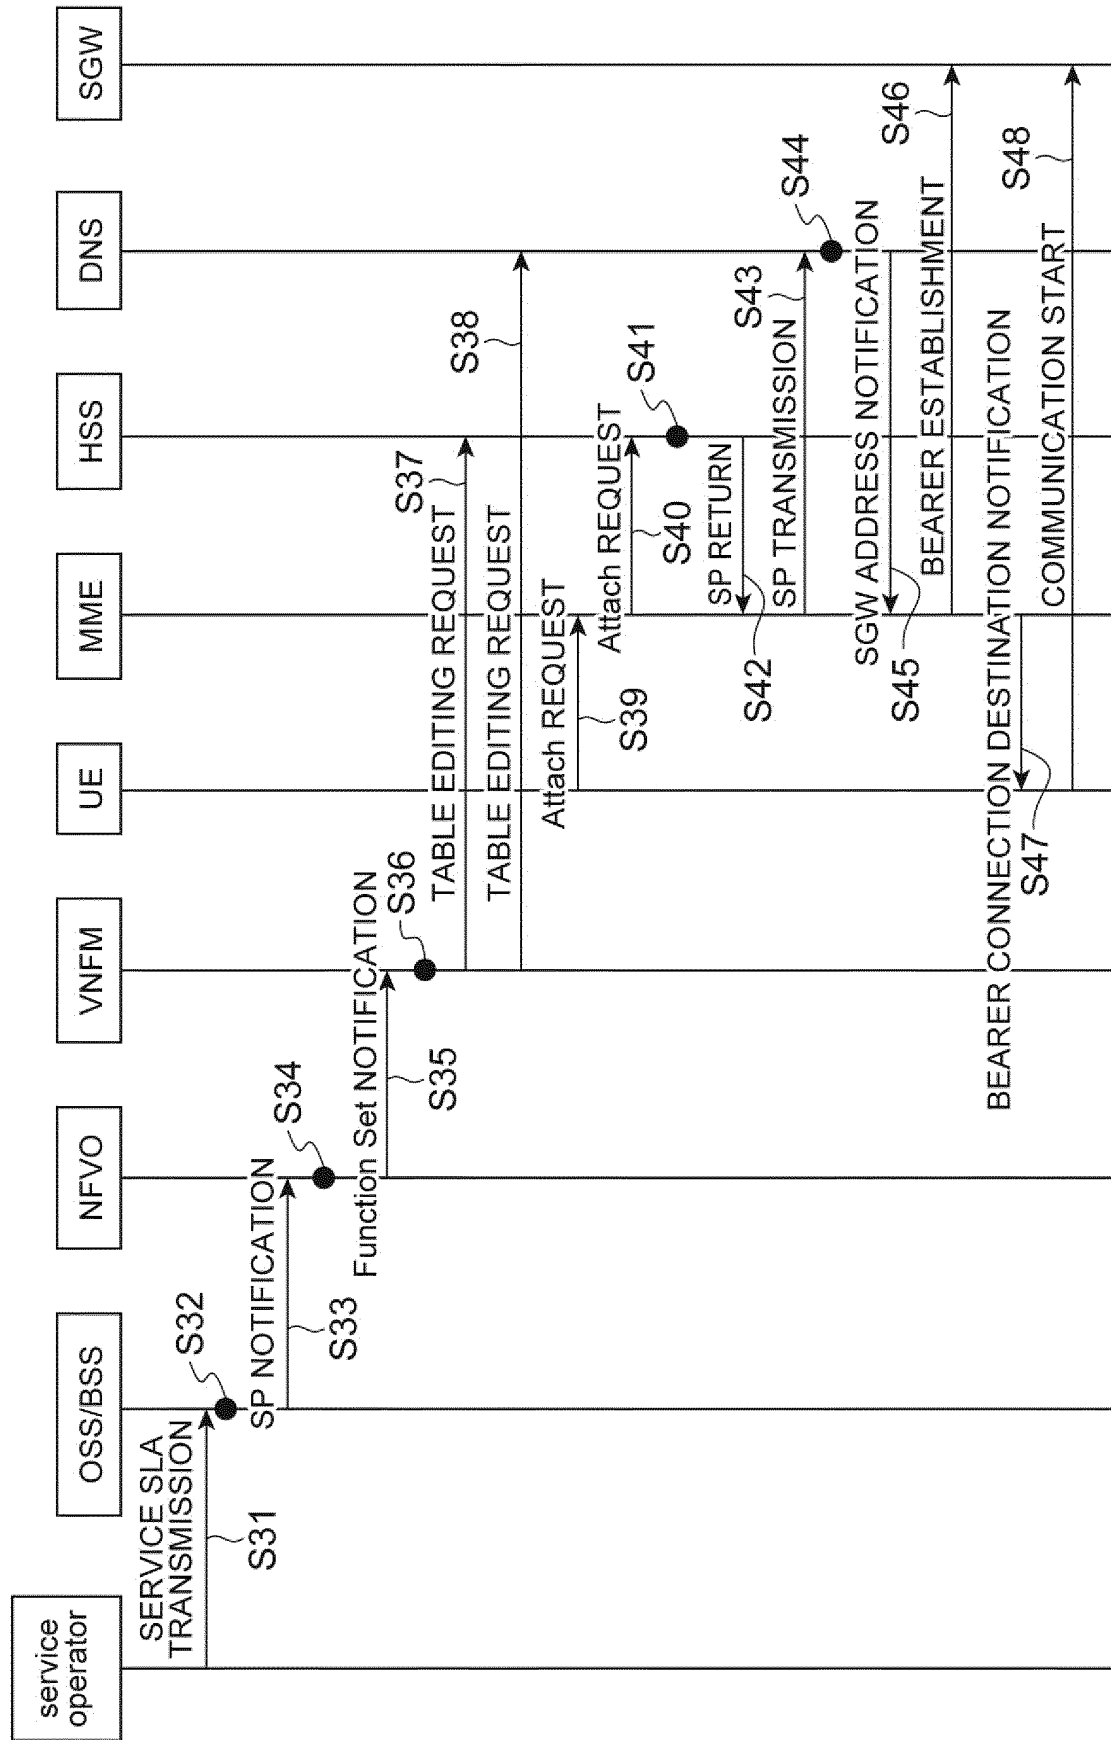 service
operator
OSS/BSS
NFVO
VNFM
UE
MME
HSS
DNS
SGW
SERVICE SLA
TRANSMISSION
S31
S32
SP NOTIFICATION
S33
S34
Function Set NOTIFICATION
S35
S36
TABLE EDITING REQUEST
S37
TABLE EDITING REQUEST
S38
Attach REQUEST
S39
Attach REQUEST
S40
S41
SP RETURN
S42
SP TRANSMISSION
S43
S44
SGW ADDRESS NOTIFICATION
S45
BEARER ESTABLISHMENT
S46
BEARER CONNECTION DESTINATION NOTIFICATION
S47
COMMUNICATION START
S48